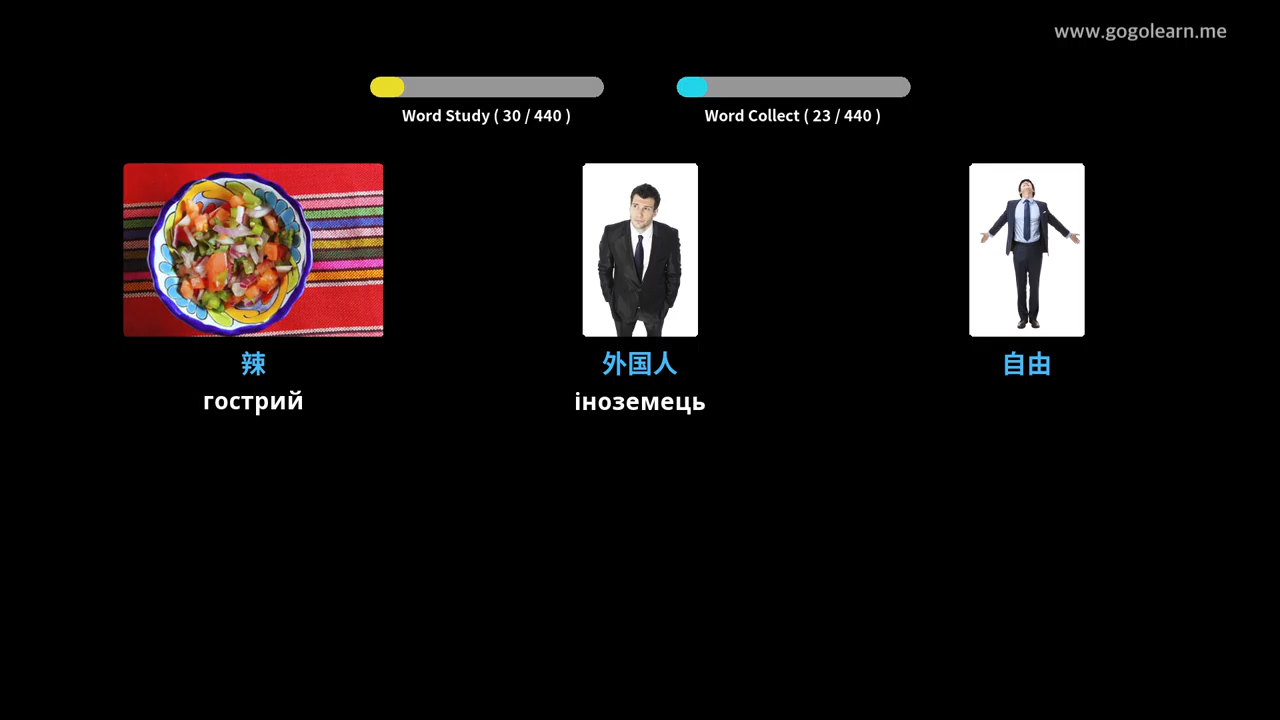 www.gogolearn.me
Word Study ( 30 / 440 )
Word Collect ( 23 / 440 )
辣
外国人
自由
гострий
іноземець